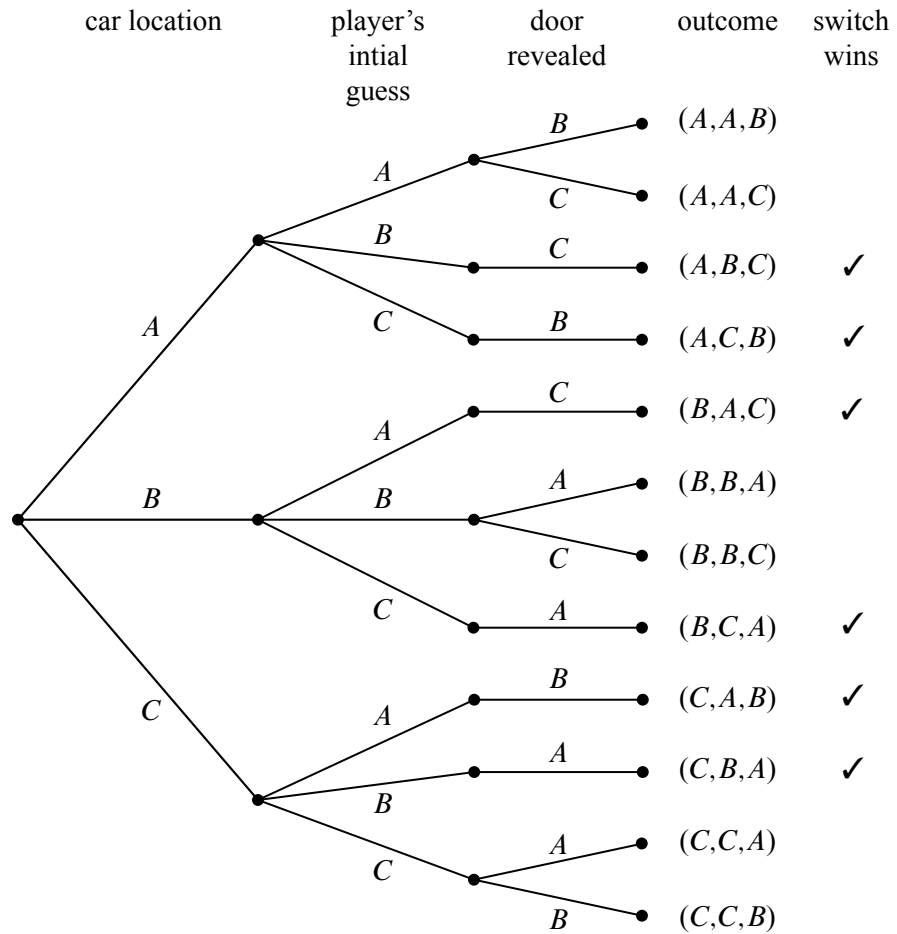 car location
player's
intial
guess
door
revealed
outcome
switch
wins
B
(A,A,B)
A
C
(A,A,C)
B
C
(A,B,C) ✓
A
C
B
(A,C,B) ✓
C
(B,A,C) ✓
A
A
(B,B,A)
B
B
C
(B,B,C)
C
A
(B,C,A) ✓
B
(C,A,B) ✓
C
A
A
(C,B,A) ✓
B
A
(C,C,A)
C
B
(C,C,B)